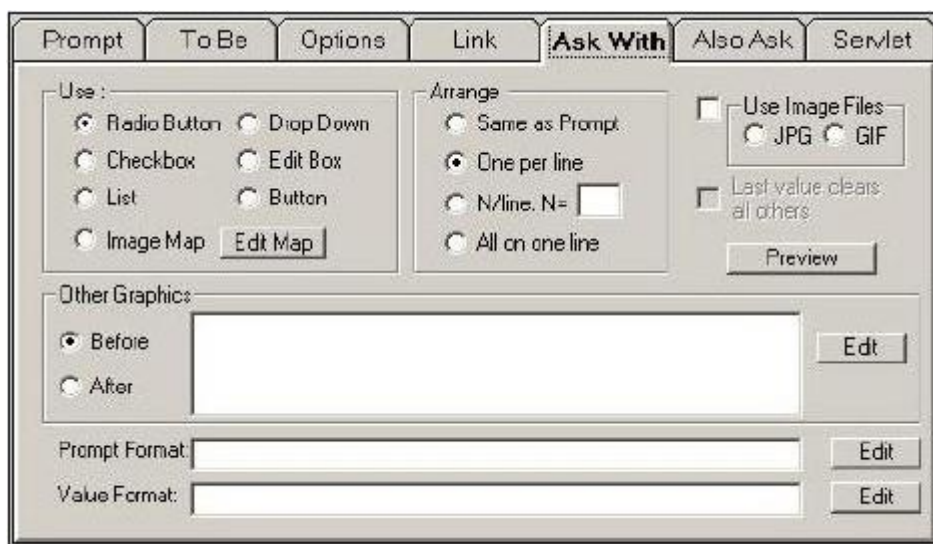 Prompt To Be Options Link Ask With Also Ask Servlet
Use :
Radio Button Drop Down
Checkbox Edit Box
List Button
Image Map Edit Map
Arrange
Same as Prompt
One per line
N/line. N=
All on one line
Use Image Files
JPG GIF
Last value clears
all others
Preview
Other Graphics
Before
After
Edit
Prompt Format: Edit
Value Format: Edit